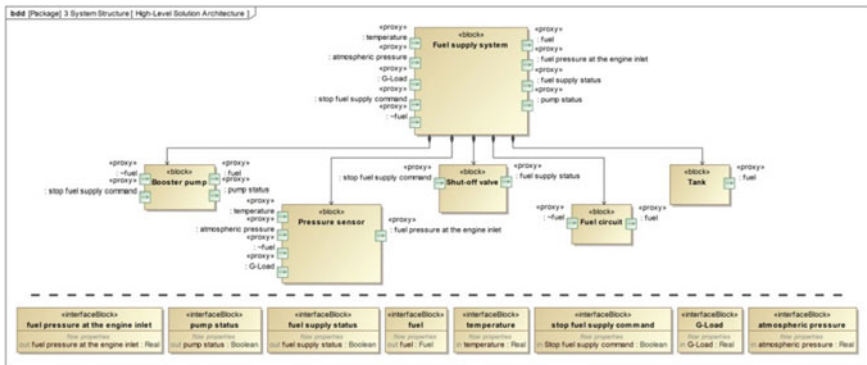 bdd [Package] 3 System Structure [ High-Level Solution Architecture ]
«proxy»
: temperature
«proxy»
: atmospheric pressure
«proxy»
: G-Load
«proxy»
: stop fuel supply command
«proxy»
: ~fuel
«block»
Fuel supply system
«proxy»
: fuel
«proxy»
: fuel pressure at the engine inlet
«proxy»
: fuel supply status
«proxy»
: pump status
«proxy»
: ~fuel
«proxy»
: stop fuel supply command
«block»
Booster pump
«proxy»
: fuel
«proxy»
: pump status
«proxy»
: temperature
«proxy»
: atmospheric pressure
«proxy»
: ~fuel
«proxy»
: G-Load
«block»
Pressure sensor
«proxy»
: fuel pressure at the engine inlet
«proxy»
: stop fuel supply command
«block»
Shut-off valve
«proxy»
: fuel supply status
«proxy»
: ~fuel
«block»
Fuel circuit
«proxy»
: fuel
«block»
Tank
«proxy»
: fuel
«interfaceBlock»
fuel pressure at the engine inlet
flow properties
out fuel pressure at the engine inlet : Real
«interfaceBlock»
pump status
flow properties
out pump status : Boolean
«interfaceBlock»
fuel supply status
flow properties
out fuel supply status : Boolean
«interfaceBlock»
fuel
flow properties
out fuel : Fuel
«interfaceBlock»
temperature
flow properties
in temperature : Real
«interfaceBlock»
stop fuel supply command
flow properties
in Stop fuel supply command : Boolean
«interfaceBlock»
G-Load
flow properties
in G-Load : Real
«interfaceBlock»
atmospheric pressure
flow properties
in atmospheric pressure : Real